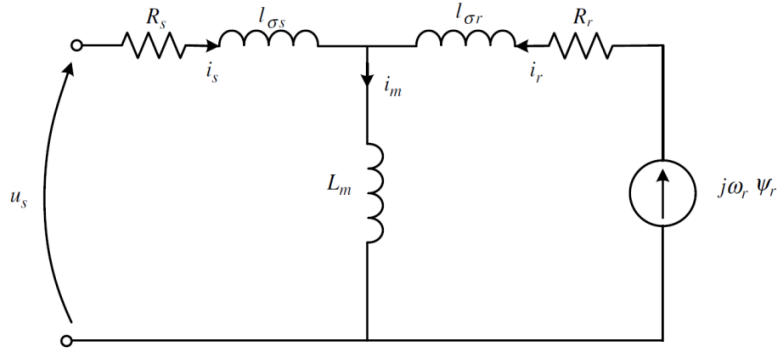 R_s
l_σs
l_σr
R_r
i_s
i_m
i_r
L_m
u_s
jω_r ψ_r